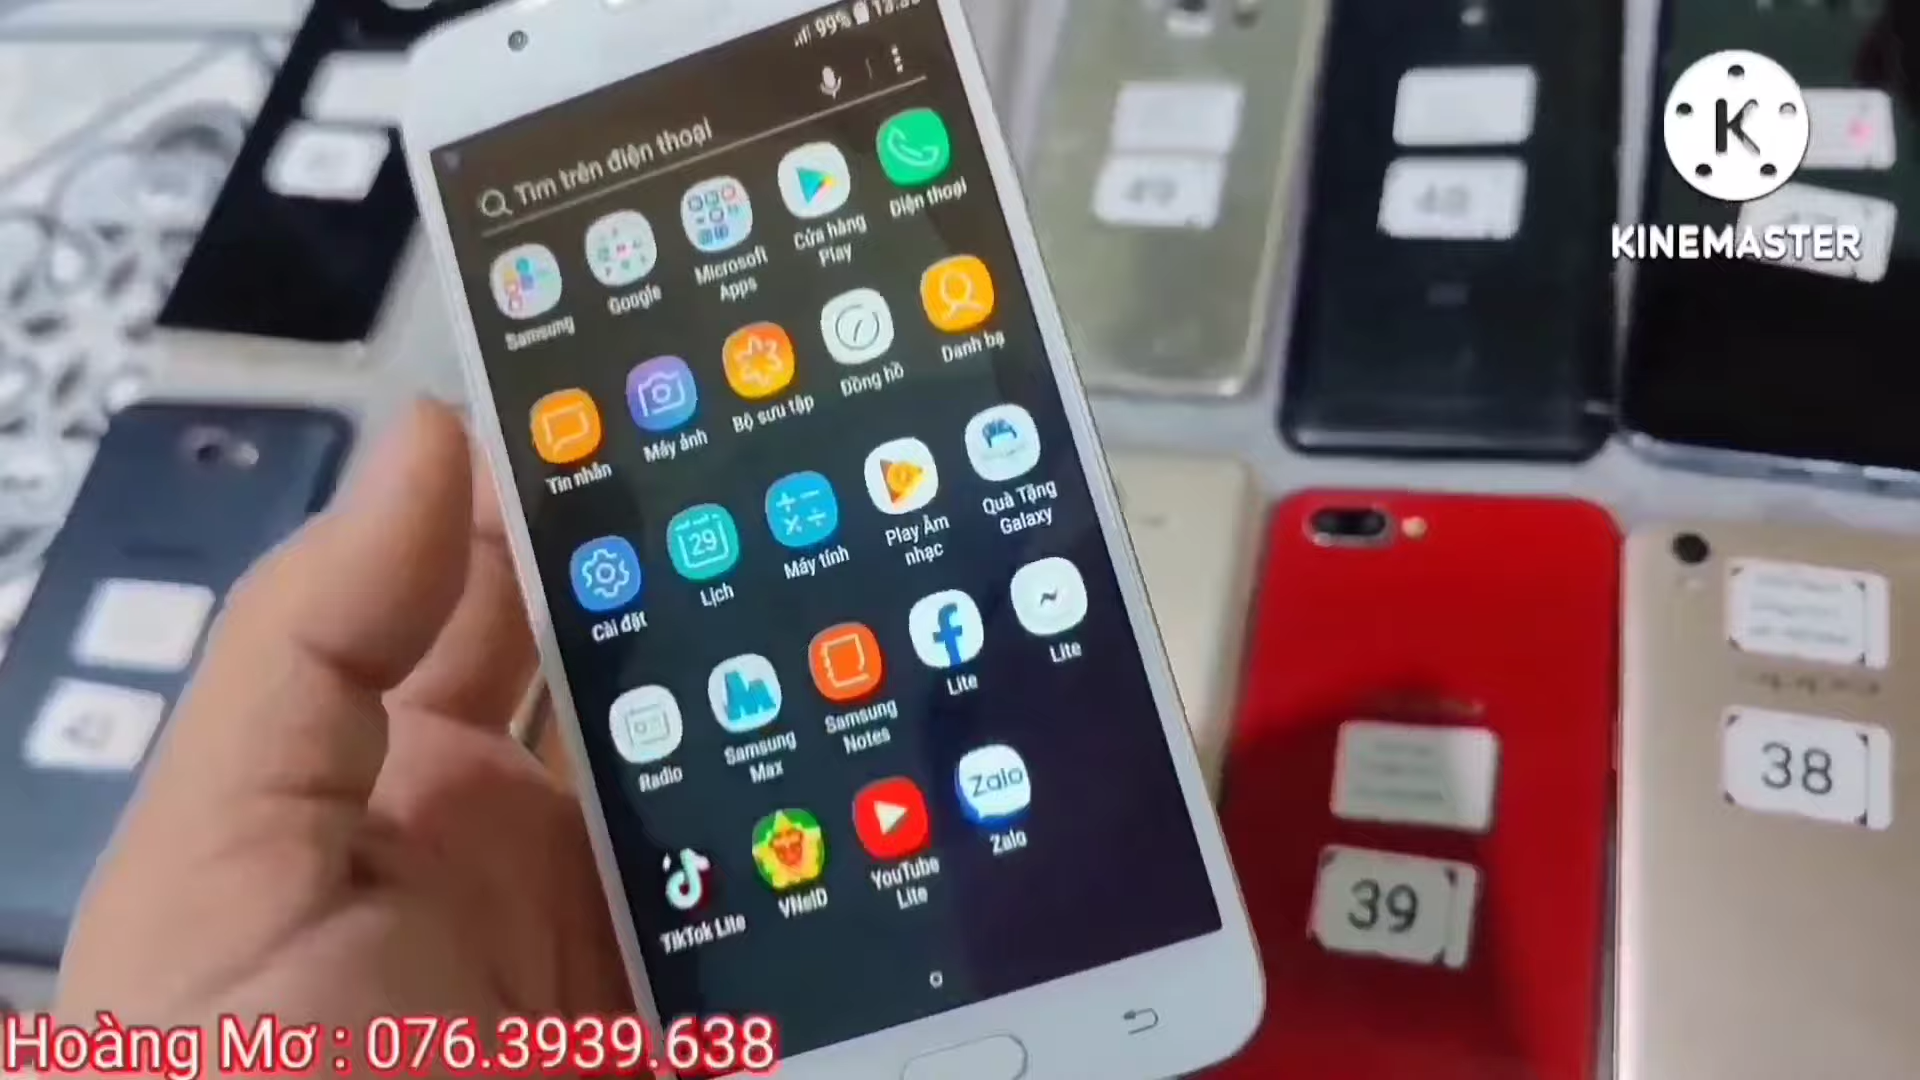 99%
Tìm trên điện thoại
Samsung
Google
Microsoft
Apps
Cửa hàng
Play
Điện thoại
Tin nhắn
Máy ảnh
Bộ sưu tập
Đồng hồ
Danh bạ
Cài đặt
29
Lịch
Máy tính
Play Âm
nhạc
Quà Tặng
Galaxy
Radio
Samsung
Max
Samsung
Notes
Lite
Lite
TikTok Lite
VNeID
YouTube
Lite
Zalo
Zalo
K
KINEMASTER
49
48
38
39
Hoàng Mơ : 076.3939.638